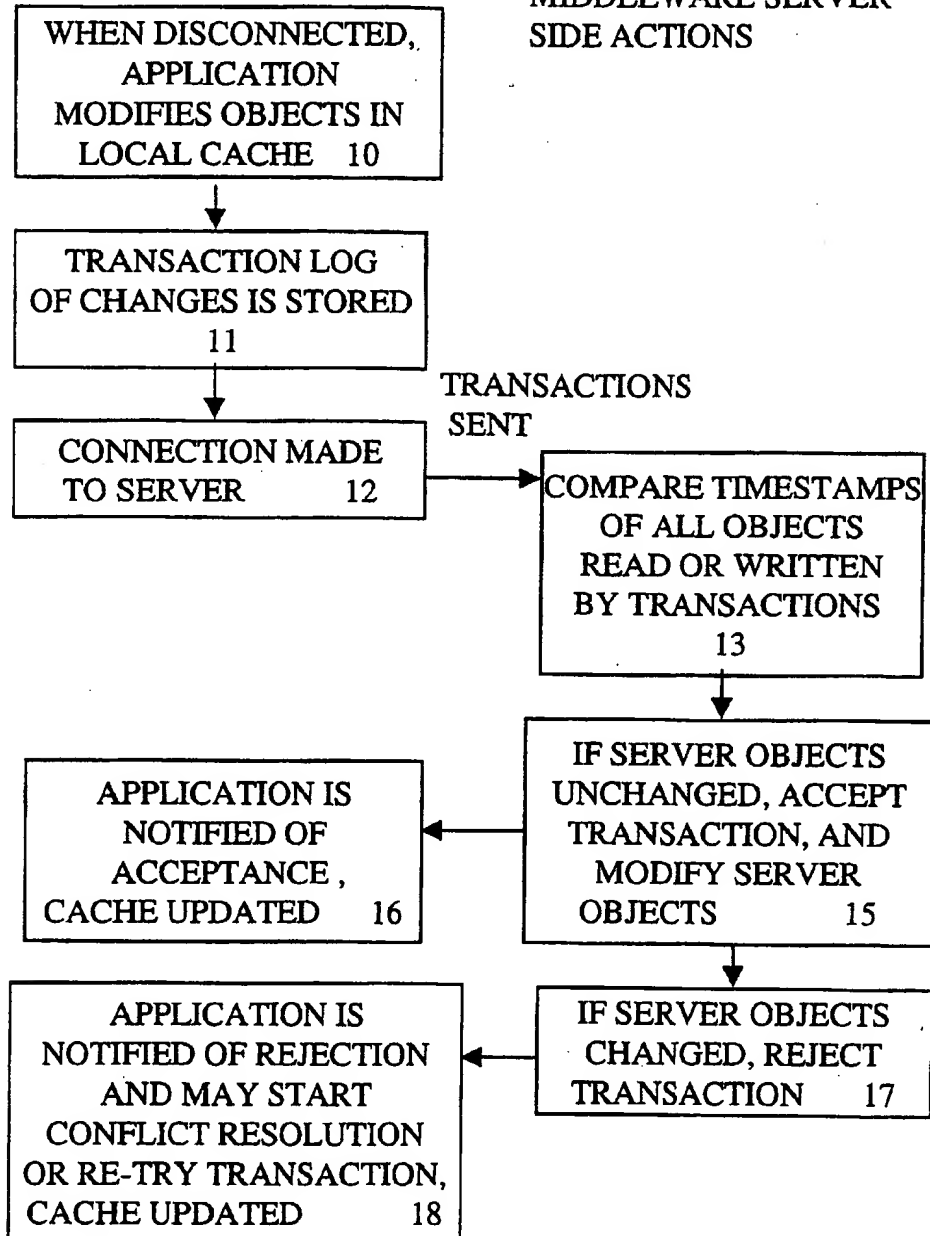 MIDDLEWARE SERVER
SIDE ACTIONS
WHEN DISCONNECTED,
APPLICATION
MODIFIES OBJECTS IN
LOCAL CACHE 10
TRANSACTION LOG
OF CHANGES IS STORED
11
CONNECTION MADE
TO SERVER 12
TRANSACTIONS
SENT
COMPARE TIMESTAMPS
OF ALL OBJECTS
READ OR WRITTEN
BY TRANSACTIONS
13
IF SERVER OBJECTS
UNCHANGED, ACCEPT
TRANSACTION, AND
MODIFY SERVER
OBJECTS 15
APPLICATION IS
NOTIFIED OF
ACCEPTANCE ,
CACHE UPDATED 16
IF SERVER OBJECTS
CHANGED, REJECT
TRANSACTION 17
APPLICATION IS
NOTIFIED OF REJECTION
AND MAY START
CONFLICT RESOLUTION
OR RE-TRY TRANSACTION,
CACHE UPDATED 18